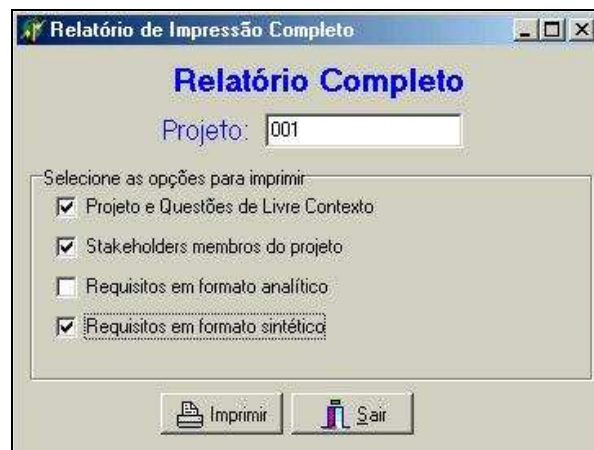 Relatório de Impressão Completo
Relatório Completo
Projeto: 001
Selecione as opções para imprimir
Projeto e Questões de Livre Contexto
Stakeholders membros do projeto
Requisitos em formato analítico
Requisitos em formato sintético
Imprimir Sair